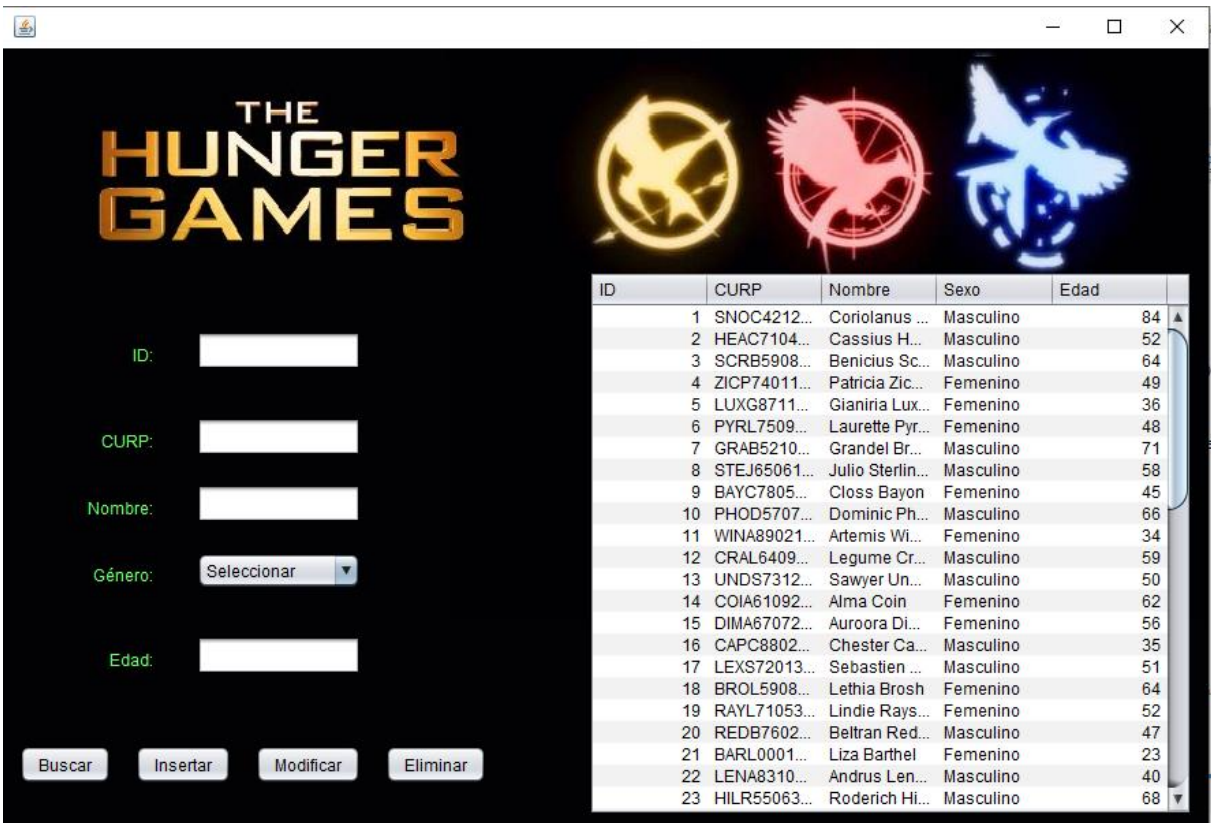 THE
HUNGER
GAMES
ID:
CURP:
Nombre:
Género: Seleccionar
Edad:
Buscar Insertar Modificar Eliminar
ID CURP Nombre Sexo Edad
1 SNOC4212... Coriolanus ... Masculino 84
2 HEAC7104... Cassius H... Masculino 52
3 SCRB5908... Benicius Sc... Masculino 64
4 ZICP74011... Patricia Zic... Femenino 49
5 LUXG8711... Gianiria Lux... Femenino 36
6 PYRL7509... Laurette Pyr... Femenino 48
7 GRAB5210... Grandel Br... Masculino 71
8 STEJ65061... Julio Sterlin... Masculino 58
9 BAYC7805... Closs Bayon Femenino 45
10 PHOD5707... Dominic Ph... Masculino 66
11 WINA89021... Artemis Wi... Femenino 34
12 CRAL6409... Legume Cr... Masculino 59
13 UNDS7312... Sawyer Un... Masculino 50
14 COIA61092... Alma Coin Femenino 62
15 DIMA67072... Auroora Di... Femenino 56
16 CAPC8802... Chester Ca... Masculino 35
17 LEXS72013... Sebastien ... Masculino 51
18 BROL5908... Lethia Brosh Femenino 64
19 RAYL71053... Lindie Rays... Femenino 52
20 REDB7602... Beltran Red... Masculino 47
21 BARL0001... Liza Barthel Femenino 23
22 LENA8310... Andrus Len... Masculino 40
23 HILR55063... Roderich Hi... Masculino 68